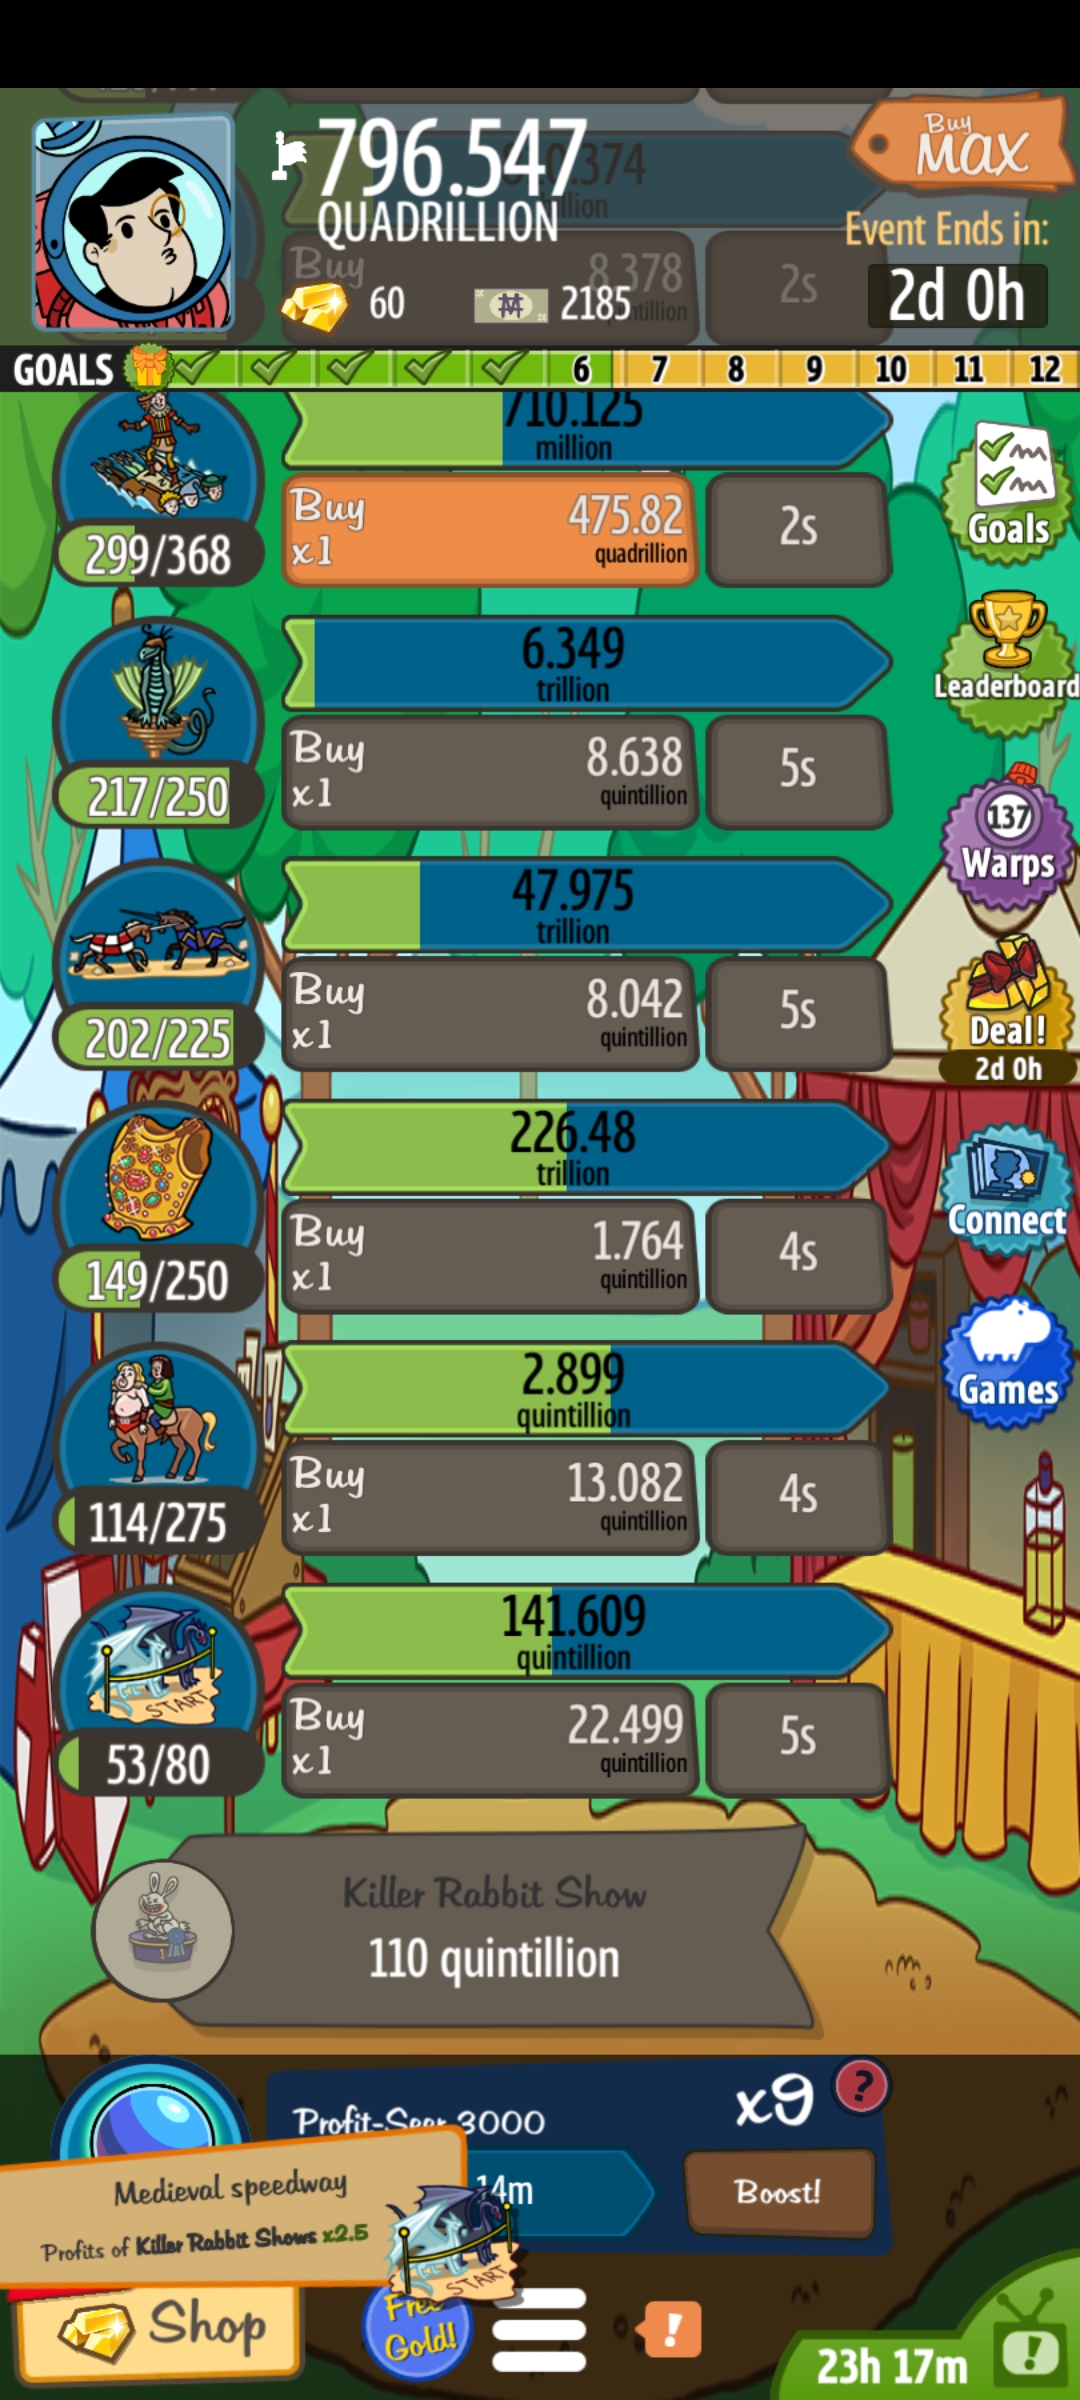 796.547
QUADRILLION
Buy
MAX
Event Ends in:
2d 0h
60
2185
Buy
8.378
2s
GOALS
6 7 8 9 10 11 12
710.125
million
299/368
Buy
x1
475.82
quadrillion
2s
Goals
6.349
trillion
Leaderboard
217/250
Buy
x1
8.638
quintillion
5s
137
Warps
47.975
trillion
202/225
Buy
x1
8.042
quintillion
5s
Deal!
2d 0h
226.48
trillion
149/250
Buy
x1
1.764
quintillion
4s
Connect
2.899
quintillion
Games
114/275
Buy
x1
13.082
quintillion
4s
141.609
quintillion
START
53/80
Buy
x1
22.499
quintillion
5s
Killer Rabbit Show
110 quintillion
1
Profit-Seer 3000
x9
?
14m
Boost!
Medieval speedway
Profits of Killer Rabbit Shows x2.5
START
Shop
Free
Gold!
!
23h 17m
!